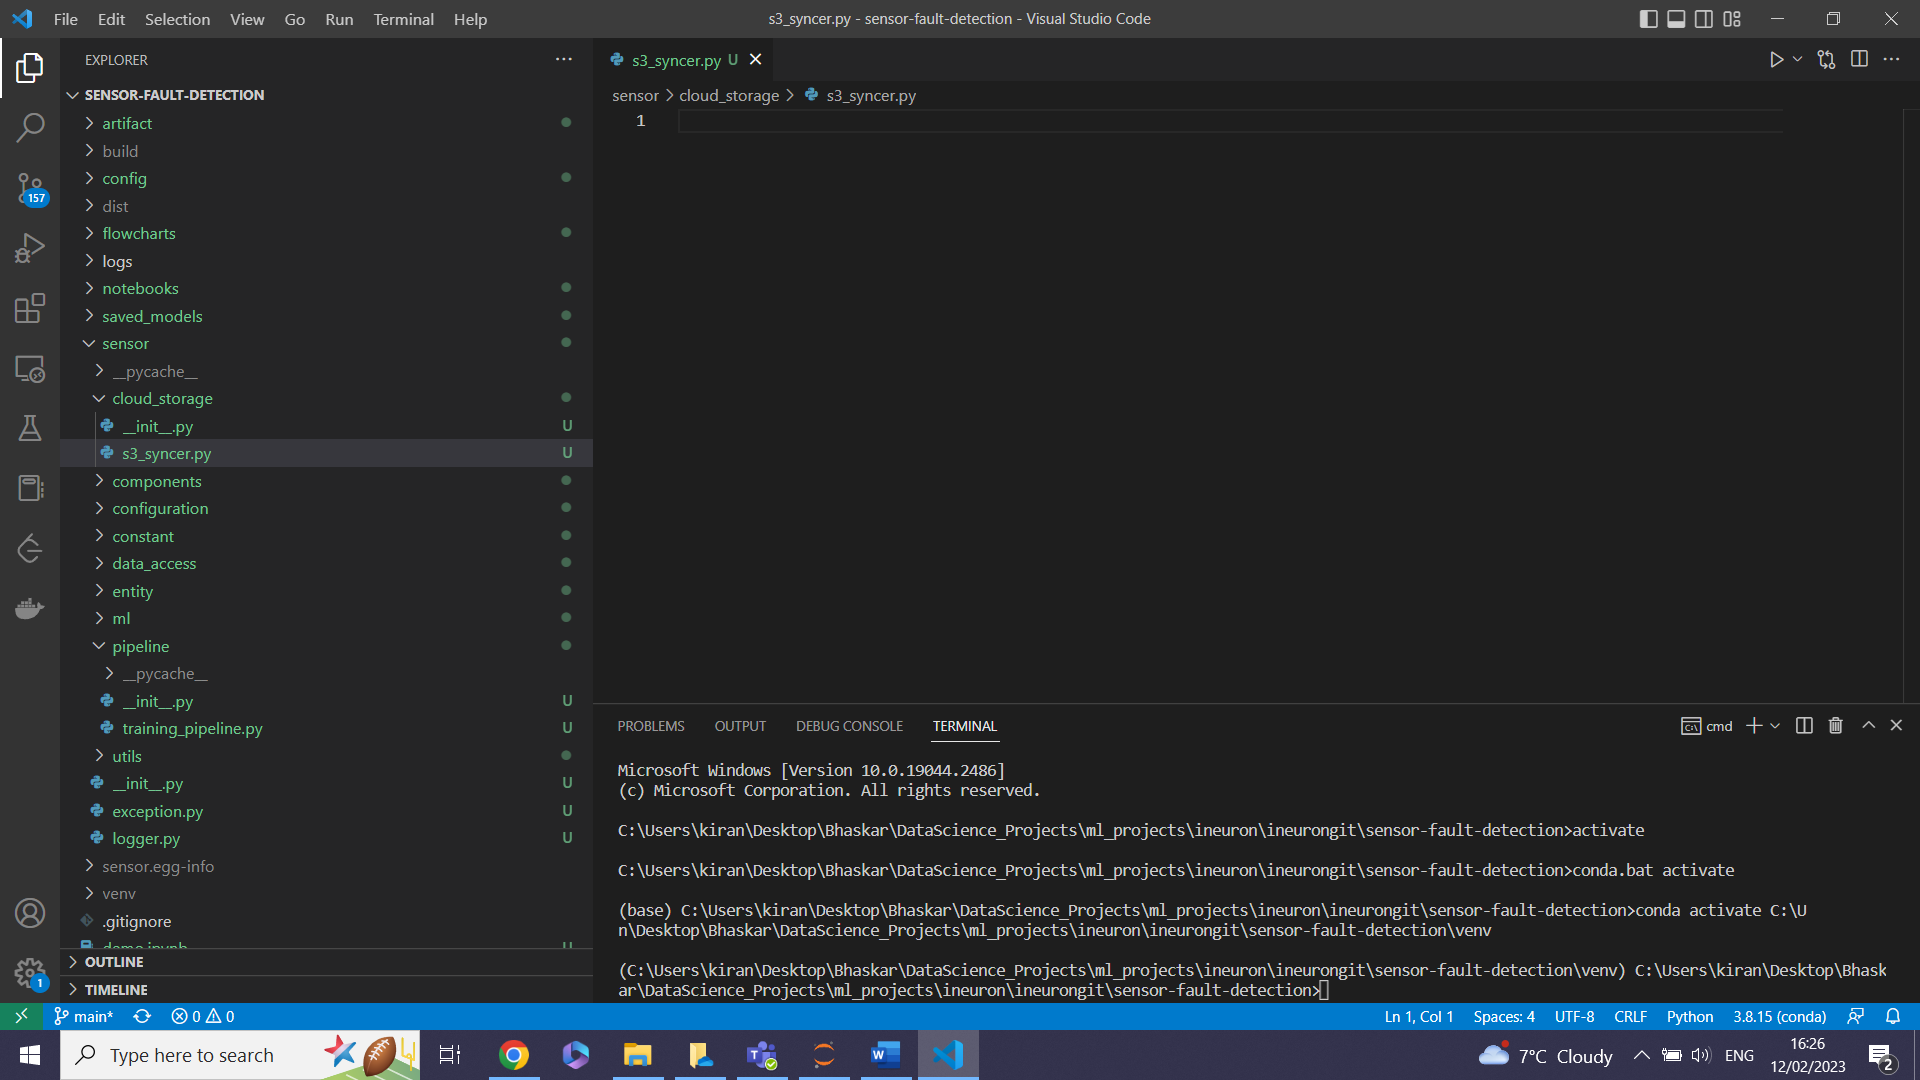 File Edit Selection View Go Run Terminal Help
s3_syncer.py - sensor-fault-detection - Visual Studio Code
EXPLORER
SENSOR-FAULT-DETECTION
artifact
build
config
dist
flowcharts
logs
notebooks
saved_models
sensor
__pycache__
cloud_storage
__init__.py U
s3_syncer.py U
components
configuration
constant
data_access
entity
ml
pipeline
__pycache__
__init__.py U
training_pipeline.py U
utils
__init__.py U
exception.py U
logger.py U
sensor.egg-info
venv
.gitignore
demo.ipynb U
OUTLINE
TIMELINE
157
1
s3_syncer.py U
sensor > cloud_storage > s3_syncer.py
1
PROBLEMS OUTPUT DEBUG CONSOLE TERMINAL
cmd
Microsoft Windows [Version 10.0.19044.2486]
(c) Microsoft Corporation. All rights reserved.
C:\Users\kiran\Desktop\Bhaskar\DataScience_Projects\ml_projects\ineuron\ineurongit\sensor-fault-detection>activate
C:\Users\kiran\Desktop\Bhaskar\DataScience_Projects\ml_projects\ineuron\ineurongit\sensor-fault-detection>conda.bat activate
(base) C:\Users\kiran\Desktop\Bhaskar\DataScience_Projects\ml_projects\ineuron\ineurongit\sensor-fault-detection>conda activate C:\U
n\Desktop\Bhaskar\DataScience_Projects\ml_projects\ineuron\ineurongit\sensor-fault-detection\venv
(C:\Users\kiran\Desktop\Bhaskar\DataScience_Projects\ml_projects\ineuron\ineurongit\sensor-fault-detection\venv) C:\Users\kiran\Desktop\Bhask
ar\DataScience_Projects\ml_projects\ineuron\ineurongit\sensor-fault-detection>
main* 0 0
Ln 1, Col 1 Spaces: 4 UTF-8 CRLF Python 3.8.15 (conda)
Type here to search
7°C Cloudy
ENG
16:26
12/02/2023
2